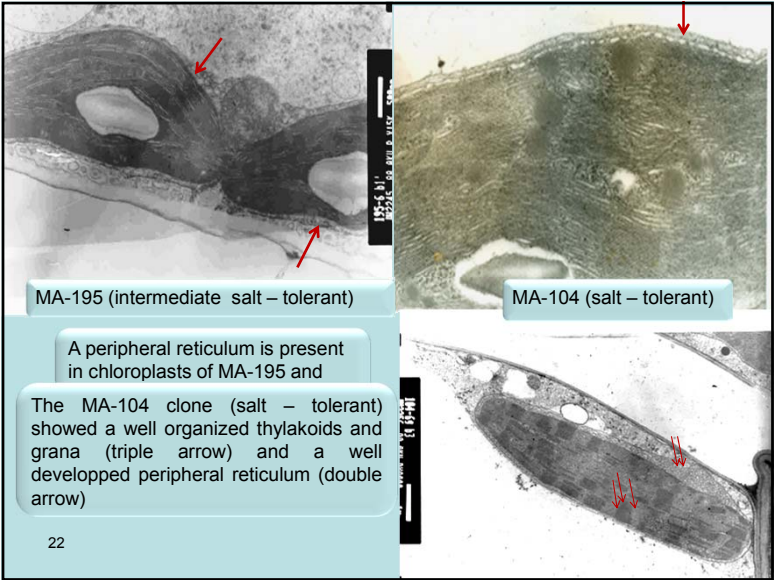 MA-195 (intermediate salt – tolerant)
MA-104 (salt – tolerant)
A peripheral reticulum is present
in chloroplasts of MA-195 and
The MA-104 clone (salt – tolerant)
showed a well organized thylakoids and
grana (triple arrow) and a well
developped peripheral reticulum (double
arrow)
22